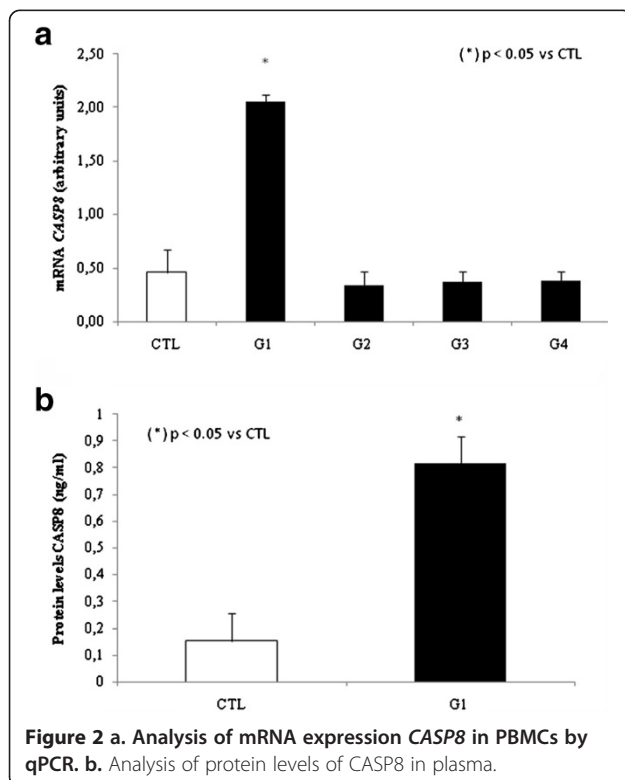 a
2,50
2,00
1,50
1,00
0,50
0,00
mRNA CASP8 (arbitrary units)
*
(*) p < 0.05 vs CTL
CTL G1 G2 G3 G4
b
1
0,9
0,8
0,7
0,6
0,5
0,4
0,3
0,2
0,1
0
Protein levels CASP8 (ng/ml)
(*) p < 0.05 vs CTL
*
CTL G1
Figure 2 a. Analysis of mRNA expression CASP8 in PBMCs by
qPCR. b. Analysis of protein levels of CASP8 in plasma.